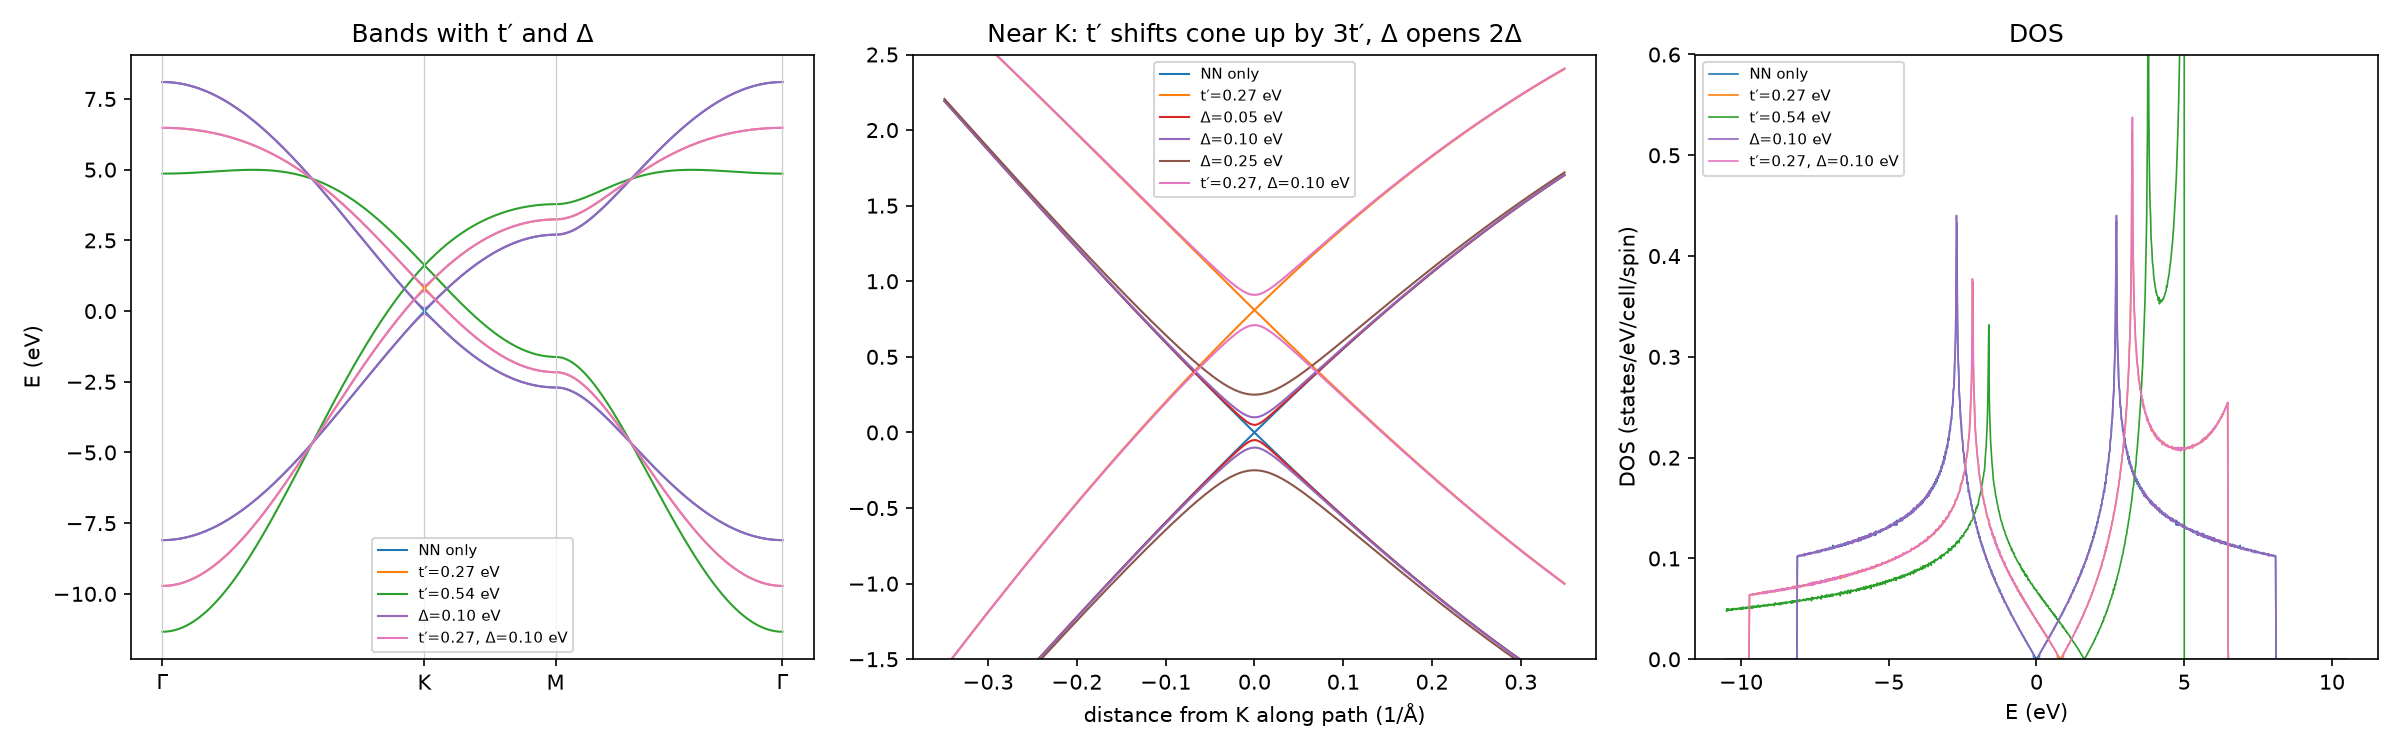 Bands with t′ and Δ
E (eV)
7.5
5.0
2.5
0.0
−2.5
−5.0
−7.5
−10.0
Γ
K
M
Γ
NN only
t′=0.27 eV
t′=0.54 eV
Δ=0.10 eV
t′=0.27, Δ=0.10 eV
Near K: t′ shifts cone up by 3t′, Δ opens 2Δ
2.5
2.0
1.5
1.0
0.5
0.0
−0.5
−1.0
−1.5
−0.3
−0.2
−0.1
0.0
0.1
0.2
0.3
distance from K along path (1/Å)
NN only
t′=0.27 eV
Δ=0.05 eV
Δ=0.10 eV
Δ=0.25 eV
t′=0.27, Δ=0.10 eV
DOS
DOS (states/eV/cell/spin)
0.6
0.5
0.4
0.3
0.2
0.1
0.0
−10
−5
0
5
10
E (eV)
NN only
t′=0.27 eV
t′=0.54 eV
Δ=0.10 eV
t′=0.27, Δ=0.10 eV